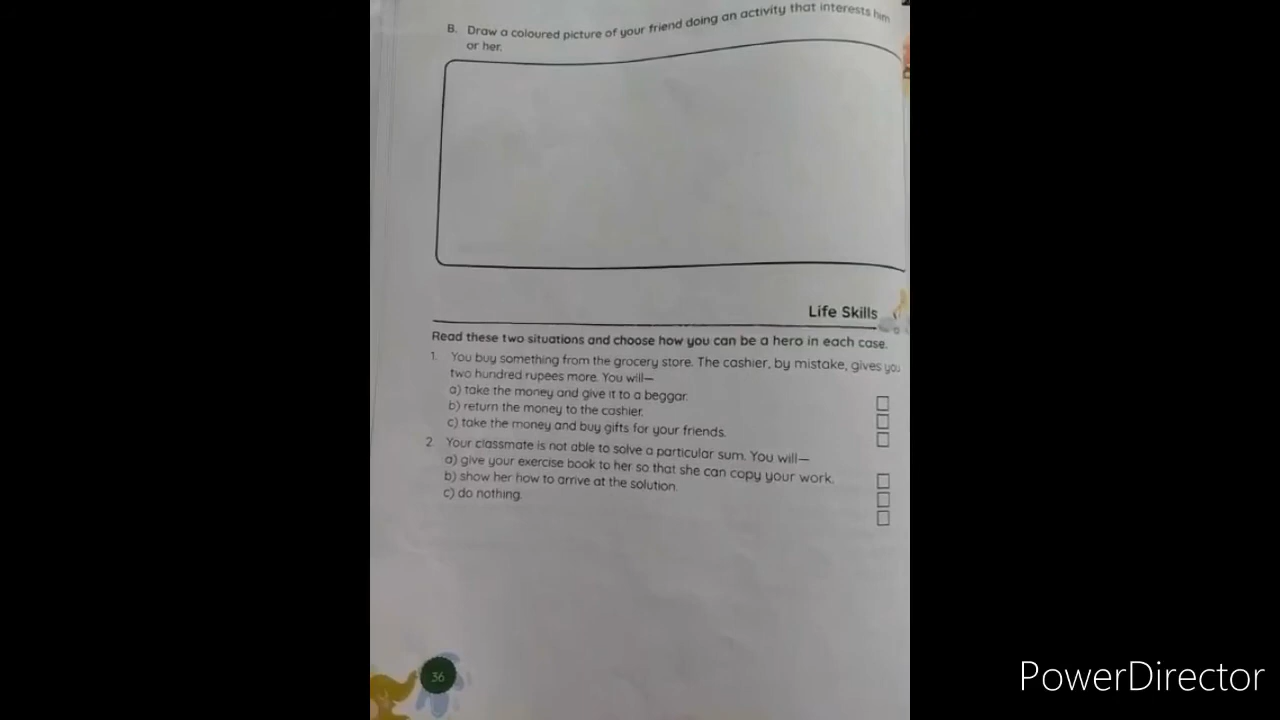 B. Draw a coloured picture of your friend doing an activity that interests him
or her.
Life Skills
Read these two situations and choose how you can be a hero in each case.
1. You buy something from the grocery store. The cashier, by mistake, gives you
two hundred rupees more. You will—
a) take the money and give it to a beggar.
b) return the money to the cashier.
c) take the money and buy gifts for your friends.
2. Your classmate is not able to solve a particular sum. You will—
a) give your exercise book to her so that she can copy your work.
b) show her how to arrive at the solution.
c) do nothing.
36
PowerDirector